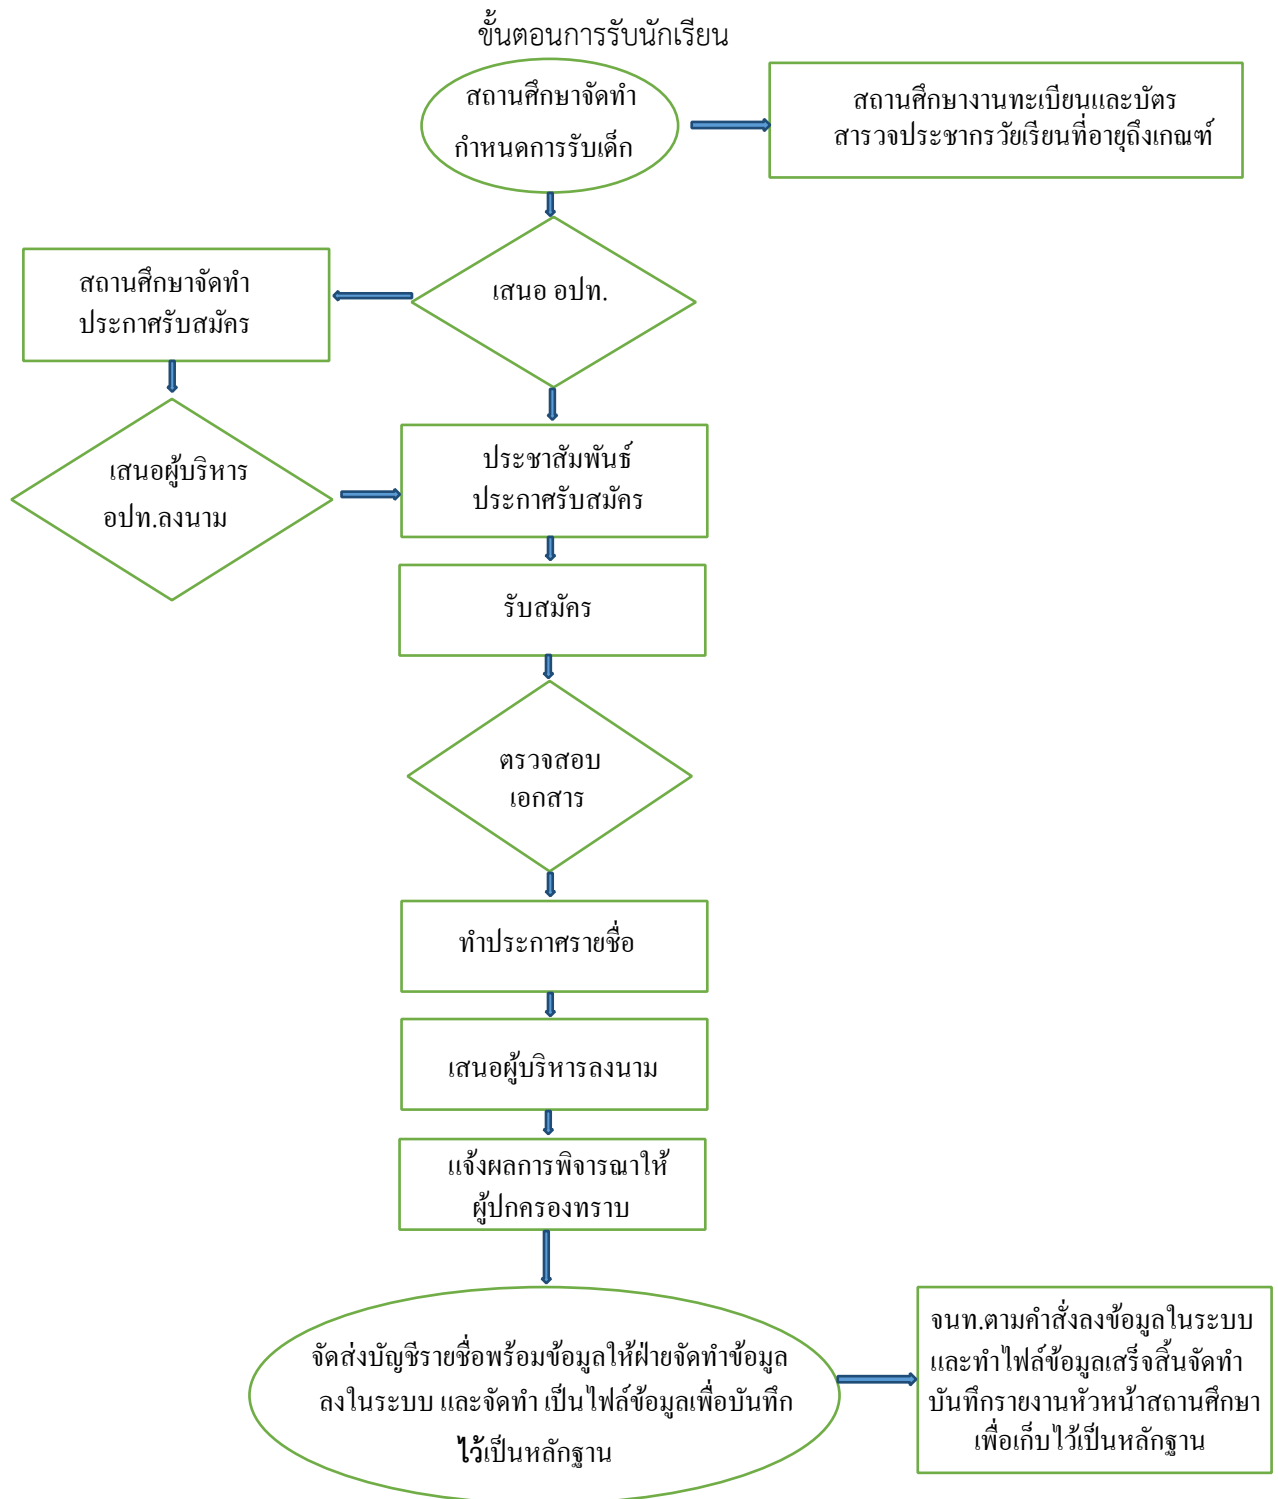 ขั้นตอนการรับนักเรียน
สถานศึกษาจัดทำ
กำหนดการรับเด็ก
สถานศึกษางานทะเบียนและบัตร
สารวจประชากรวัยเรียนที่อายุถึงเกณฑ์
เสนอ อปท.
สถานศึกษาจัดทำ
ประกาศรับสมัคร
เสนอผู้บริหาร
อปท.ลงนาม
ประชาสัมพันธ์
ประกาศรับสมัคร
รับสมัคร
ตรวจสอบ
เอกสาร
ทำประกาศรายชื่อ
เสนอผู้บริหารลงนาม
แจ้งผลการพิจารณาให้
ผู้ปกครองทราบ
จัดส่งบัญชีรายชื่อพร้อมข้อมูลให้ฝ่ายจัดทำข้อมูล
ลงในระบบ และจัดทำ เป็นไฟล์ข้อมูลเพื่อบันทึก
ไว้เป็นหลักฐาน
จนท.ตามคำสั่งลงข้อมูลในระบบ
และทำไฟล์ข้อมูลเสร็จสิ้นจัดทำ
บันทึกรายงานหัวหน้าสถานศึกษา
เพื่อเก็บไว้เป็นหลักฐาน